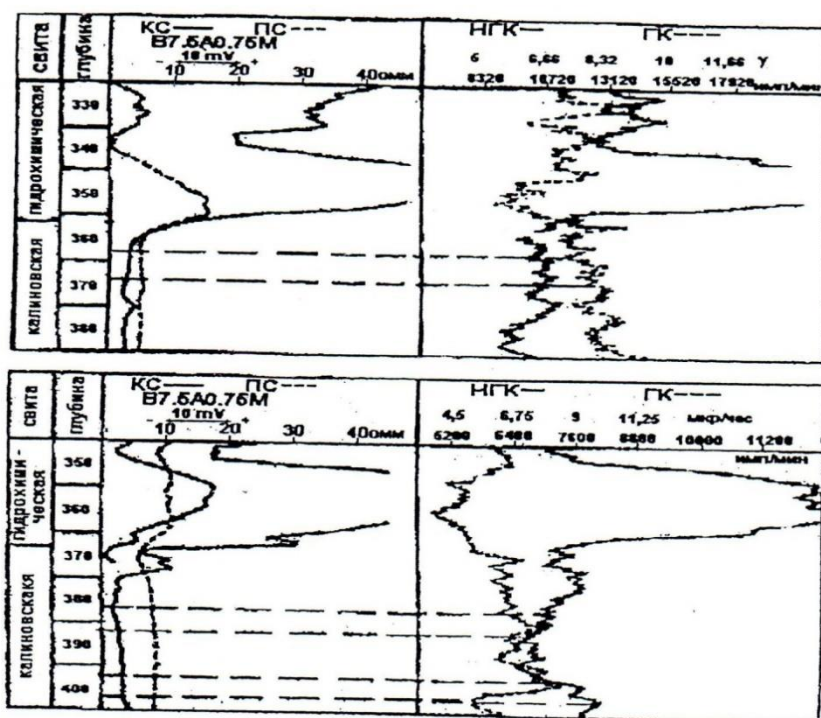 КС— ПС---
В7.5А0.75М
10 mV
- +
10 20 30 40омм
НГК— ГК---
6 6,66 8,32 10 11,66 γ
8320 10720 13120 15520 17920имп/мин
свита
глубина
гидрохимическая
калиновская
330
340
350
360
370
380
КС— ПС---
В7.5А0.75М
10 mV
- +
10 20 30 40омм
НГК— ГК---
4,5 6,75 9 11,25 мкр/час
5200 6400 7600 8800 10000 11200
имп/мин
свита
глубина
гидрохими-
ческая
калиновская
350
360
370
380
390
400